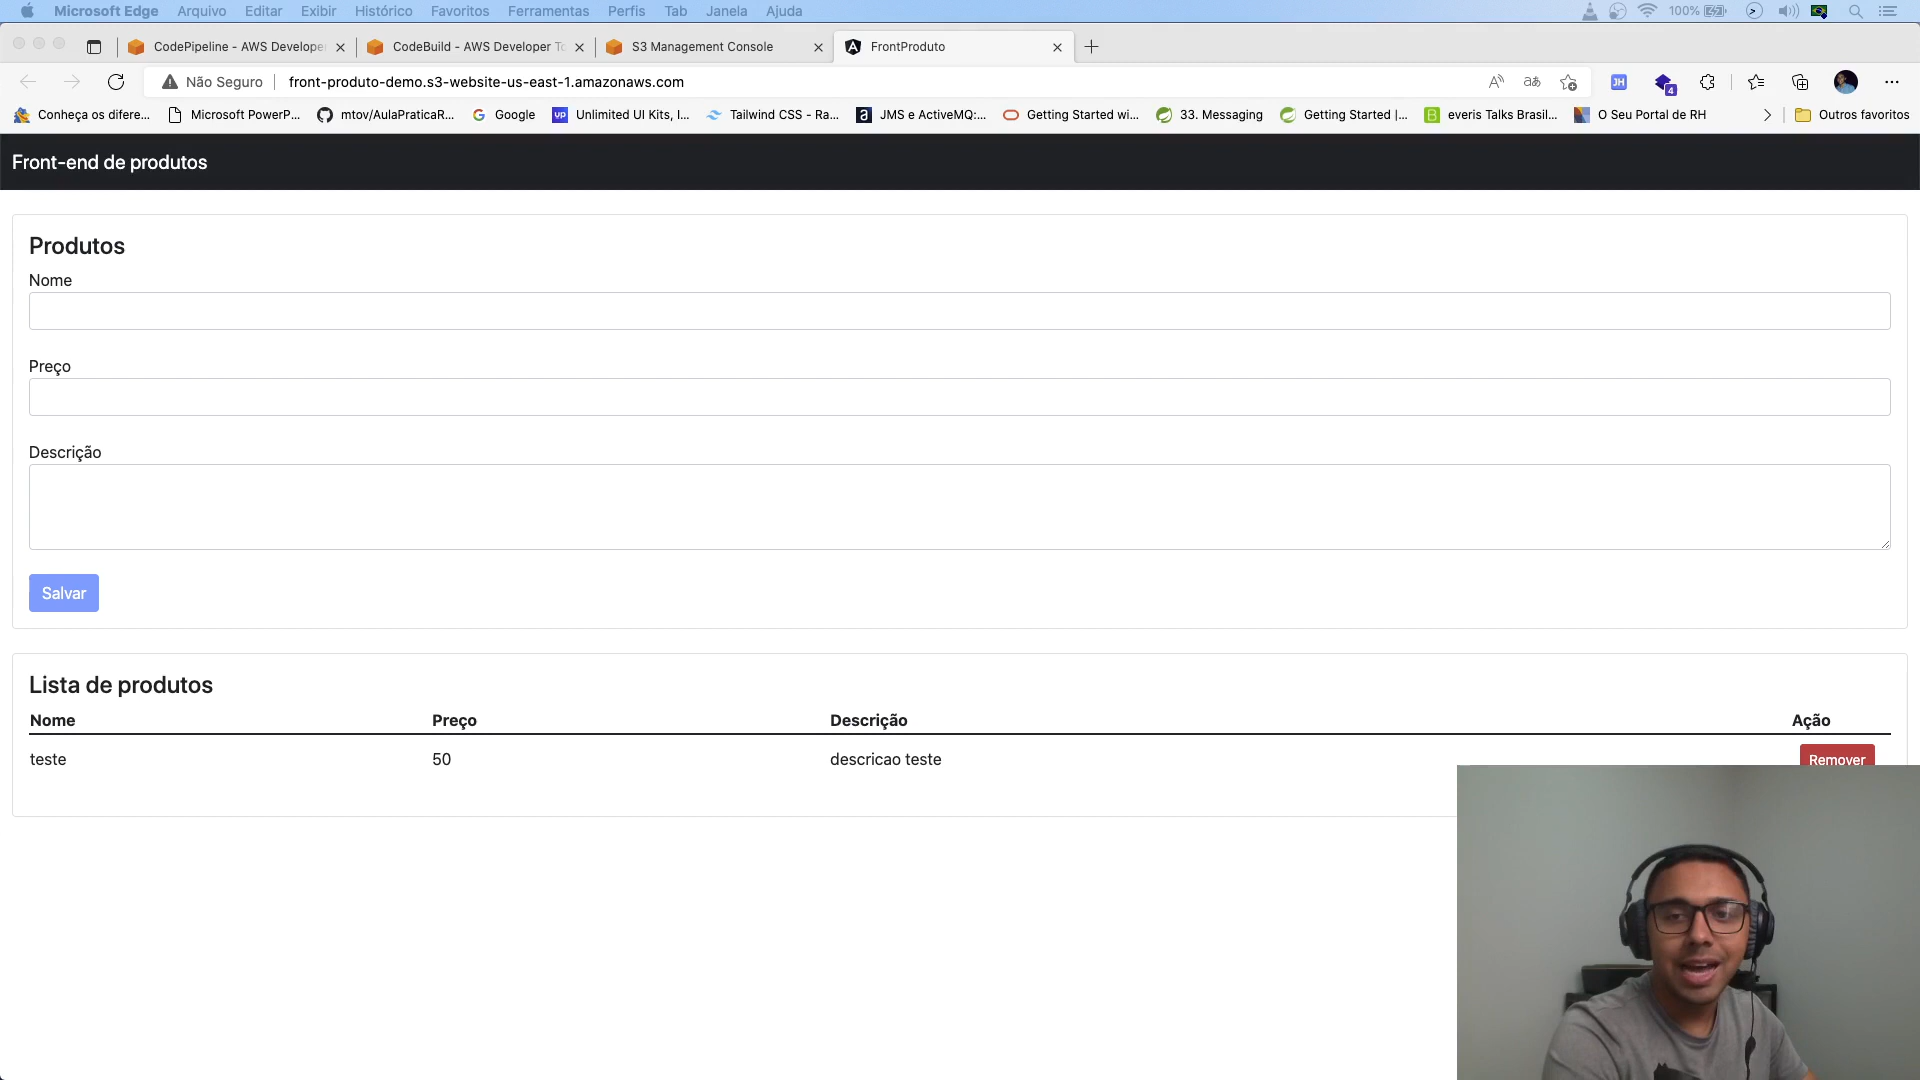 Microsoft Edge Arquivo Editar Exibir Histórico Favoritos Ferramentas Perfis Tab Janela Ajuda 100%
CodePipeline - AWS Develope CodeBuild - AWS Developer To S3 Management Console FrontProduto
Não Seguro front-produto-demo.s3-website-us-east-1.amazonaws.com JH 4
Conheça os difere... Microsoft PowerP... mtov/AulaPraticaR... Google Unlimited UI Kits, I... Tailwind CSS - Ra... JMS e ActiveMQ:... Getting Started wi... 33. Messaging Getting Started |... everis Talks Brasil... O Seu Portal de RH Outros favoritos
Front-end de produtos
Produtos
Nome
Preço
Descrição
Salvar
Lista de produtos
Nome Preço Descrição Ação
teste 50 descricao teste Remover